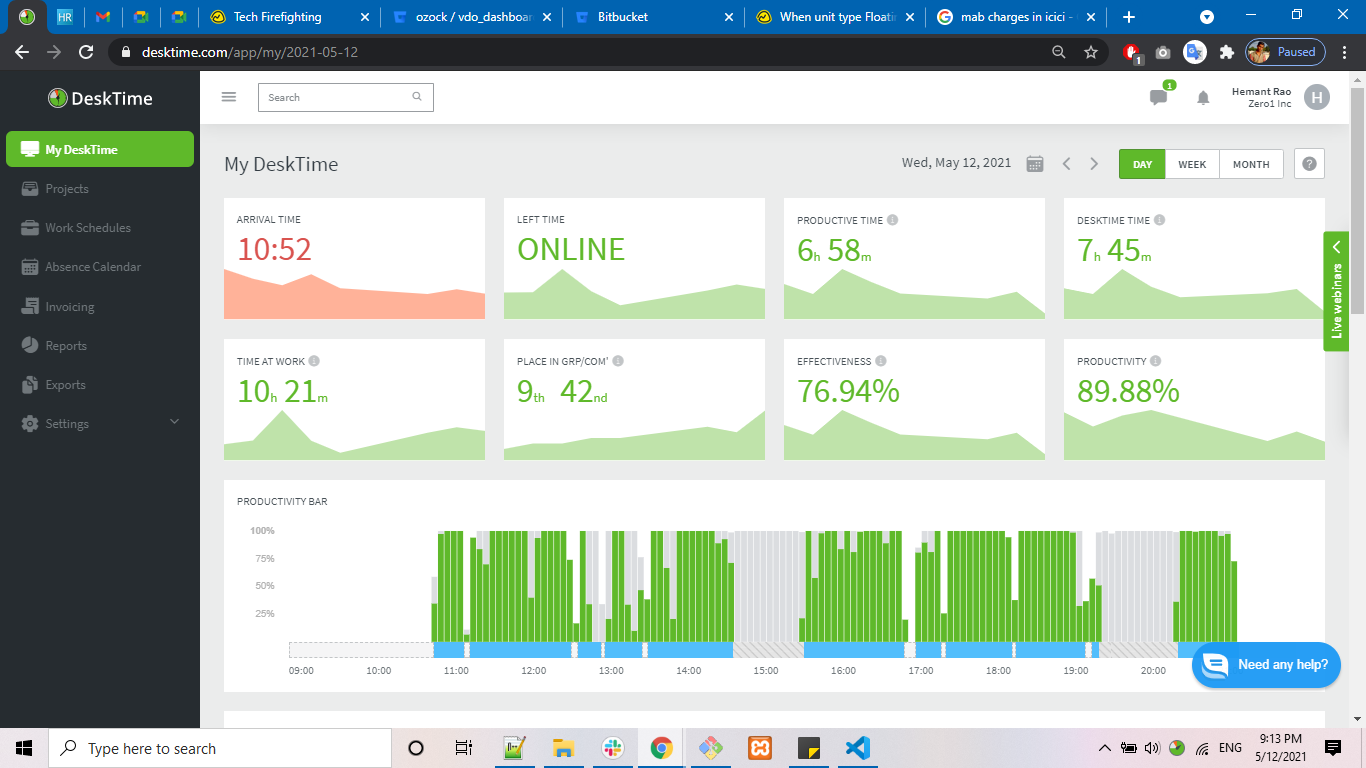 HR
Tech Firefighting
ozock / vdo_dashboar
Bitbucket
When unit type Floati
mab charges in icici -
desktime.com/app/my/2021-05-12
1
Paused
DeskTime
Search
1
Hemant Rao
Zero1 Inc
H
My DeskTime
Projects
Work Schedules
Absence Calendar
Invoicing
Reports
Exports
Settings
My DeskTime
Wed, May 12, 2021
DAY
WEEK
MONTH
?
ARRIVAL TIME
10:52
LEFT TIME
ONLINE
PRODUCTIVE TIME
6h 58m
DESKTIME TIME
7h 45m
Live webinars
TIME AT WORK
10h 21m
PLACE IN GRP/COM'
9th 42nd
EFFECTIVENESS
76.94%
PRODUCTIVITY
89.88%
PRODUCTIVITY BAR
100%
75%
50%
25%
09:00 10:00 11:00 12:00 13:00 14:00 15:00 16:00 17:00 18:00 19:00 20:00
Need any help?
Type here to search
ENG
9:13 PM
5/12/2021